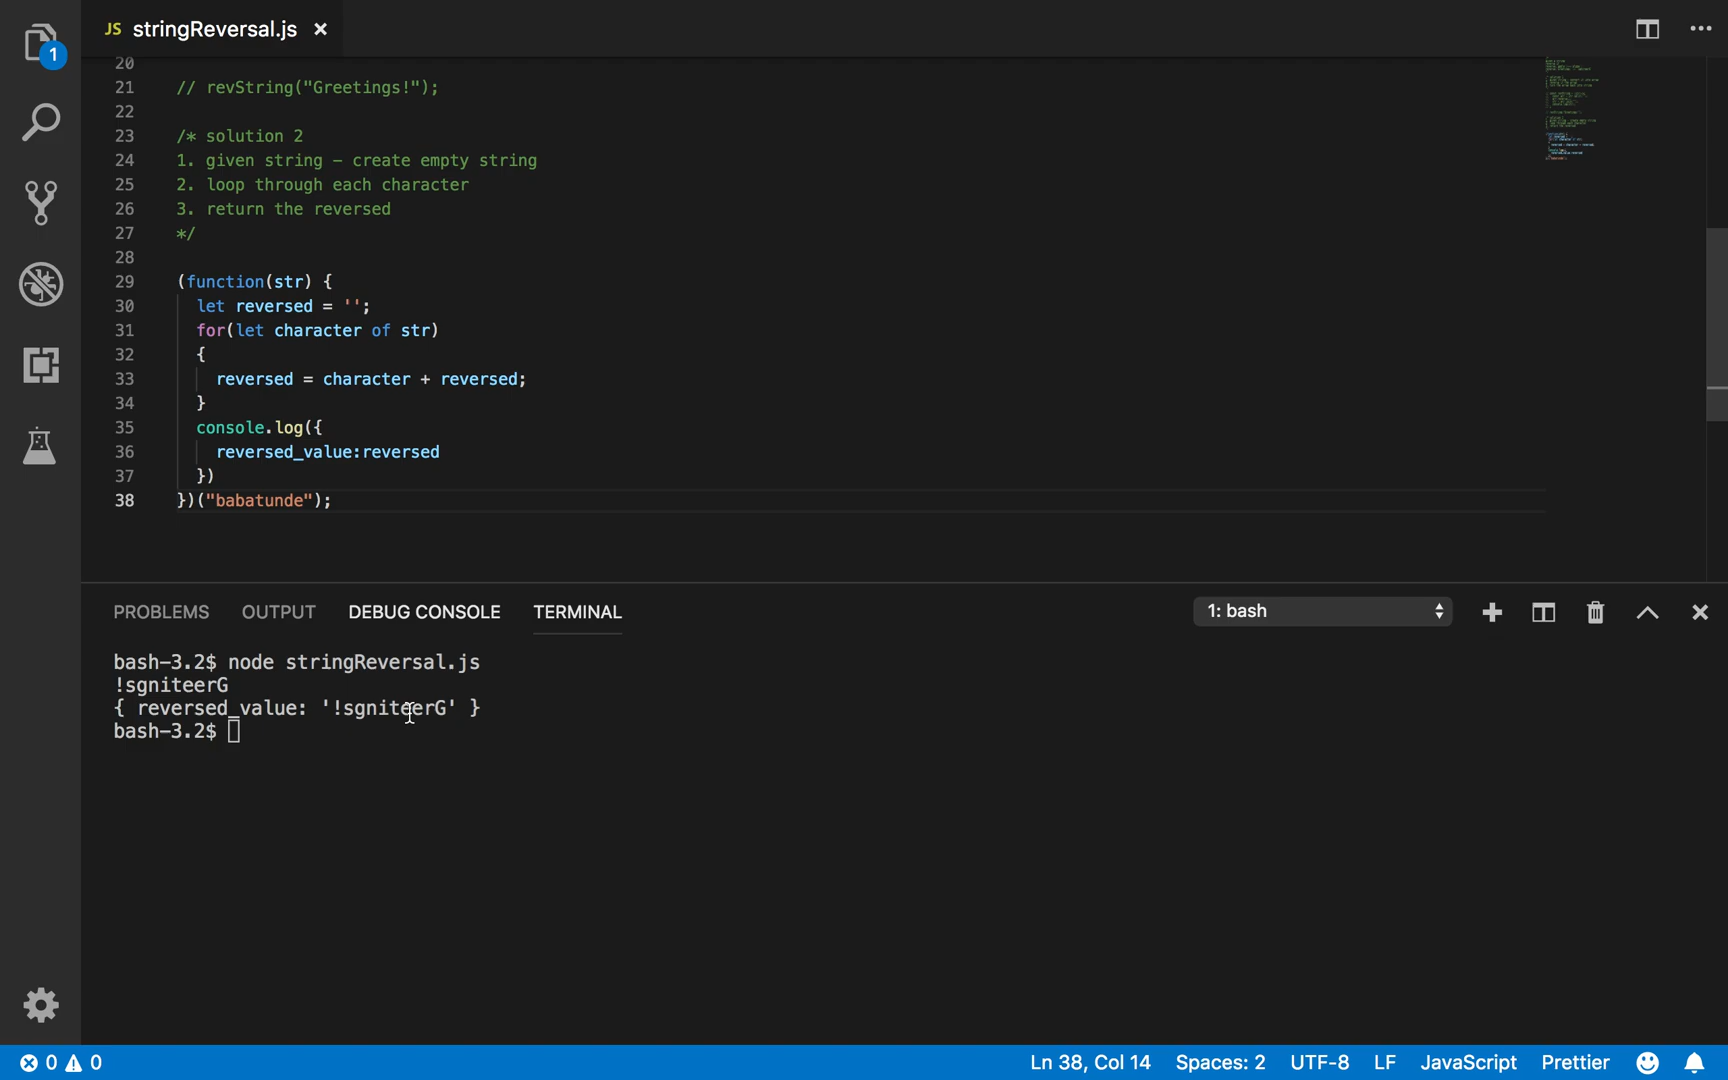 1
JS stringReversal.js ×
20
21 // revString("Greetings!");
22
23 /* solution 2
24 1. given string – create empty string
25 2. loop through each character
26 3. return the reversed
27 */
28
29 (function(str) {
30 let reversed = '';
31 for(let character of str)
32 {
33 reversed = character + reversed;
34 }
35 console.log({
36 reversed_value:reversed
37 })
38 })("babatunde");
PROBLEMS OUTPUT DEBUG CONSOLE TERMINAL 1: bash
bash-3.2$ node stringReversal.js
!sgniteerG
{ reversed_value: '!sgniteerG' }
bash-3.2$
0 0 Ln 38, Col 14 Spaces: 2 UTF-8 LF JavaScript Prettier